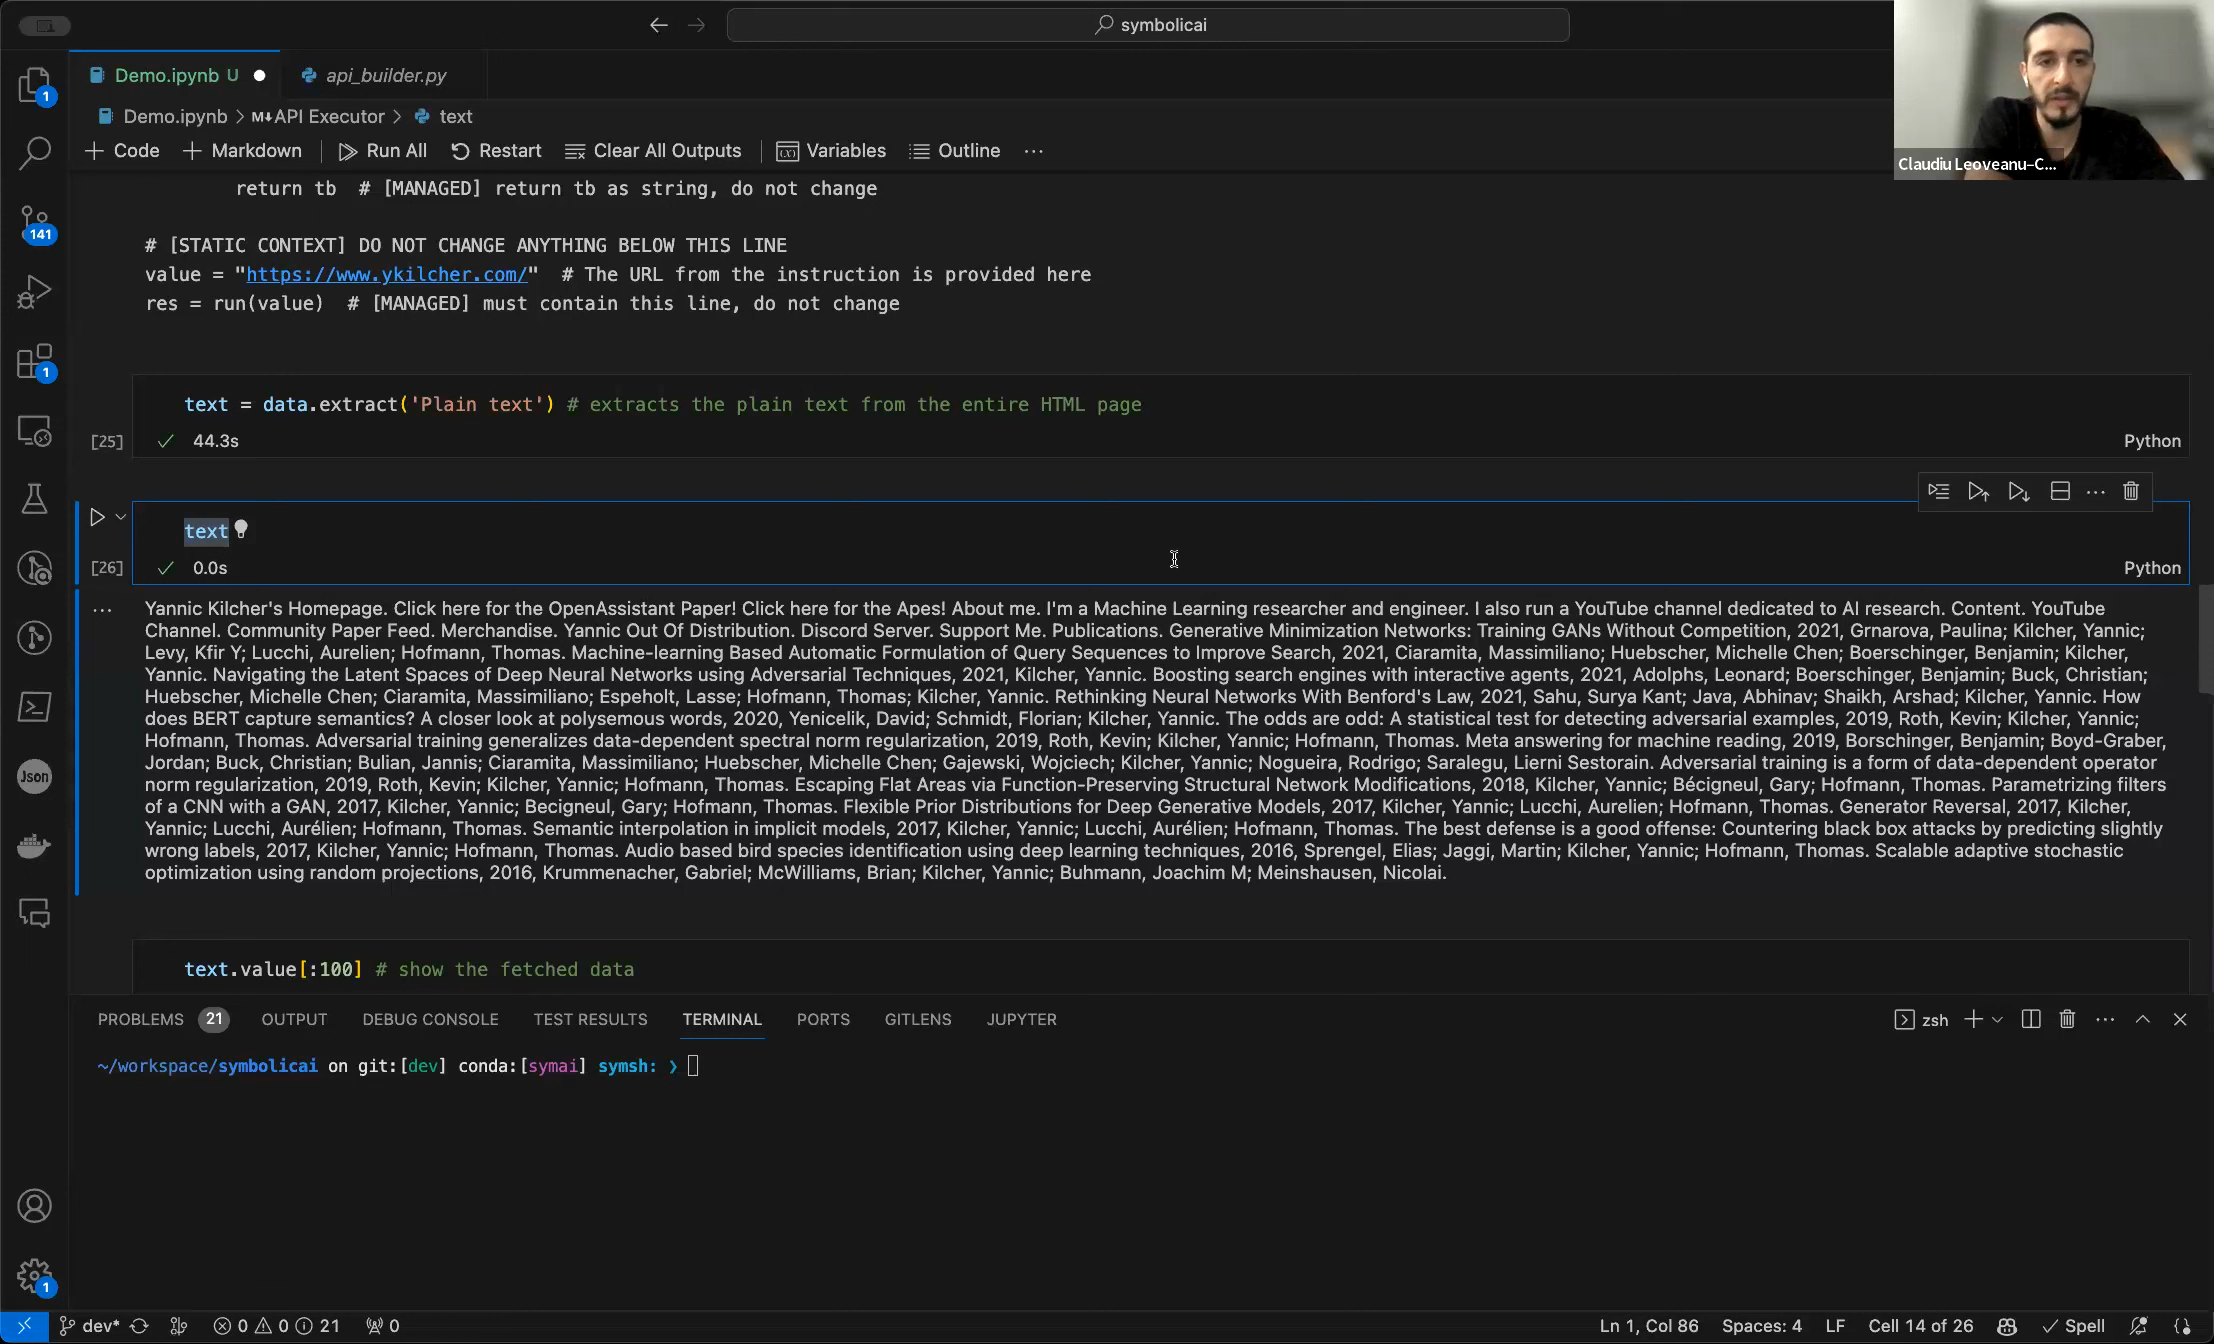 symbolicai
Demo.ipynb U
api_builder.py
Claudiu Leoveanu-C...
Demo.ipynb > M↓API Executor > text
+ Code + Markdown Run All Restart Clear All Outputs Variables Outline ...
return tb # [MANAGED] return tb as string, do not change
# [STATIC CONTEXT] DO NOT CHANGE ANYTHING BELOW THIS LINE
value = "https://www.ykilcher.com/" # The URL from the instruction is provided here
res = run(value) # [MANAGED] must contain this line, do not change
text = data.extract('Plain text') # extracts the plain text from the entire HTML page
[25] 44.3s Python
text
[26] 0.0s Python
Yannic Kilcher's Homepage. Click here for the OpenAssistant Paper! Click here for the Apes! About me. I'm a Machine Learning researcher and engineer. I also run a YouTube channel dedicated to AI research. Content. YouTube
Channel. Community Paper Feed. Merchandise. Yannic Out Of Distribution. Discord Server. Support Me. Publications. Generative Minimization Networks: Training GANs Without Competition, 2021, Grnarova, Paulina; Kilcher, Yannic;
Levy, Kfir Y; Lucchi, Aurelien; Hofmann, Thomas. Machine-learning Based Automatic Formulation of Query Sequences to Improve Search, 2021, Ciaramita, Massimiliano; Huebscher, Michelle Chen; Boerschinger, Benjamin; Kilcher,
Yannic. Navigating the Latent Spaces of Deep Neural Networks using Adversarial Techniques, 2021, Kilcher, Yannic. Boosting search engines with interactive agents, 2021, Adolphs, Leonard; Boerschinger, Benjamin; Buck, Christian;
Huebscher, Michelle Chen; Ciaramita, Massimiliano; Espeholt, Lasse; Hofmann, Thomas; Kilcher, Yannic. Rethinking Neural Networks With Benford's Law, 2021, Sahu, Surya Kant; Java, Abhinav; Shaikh, Arshad; Kilcher, Yannic. How
does BERT capture semantics? A closer look at polysemous words, 2020, Yenicelik, David; Schmidt, Florian; Kilcher, Yannic. The odds are odd: A statistical test for detecting adversarial examples, 2019, Roth, Kevin; Kilcher, Yannic;
Hofmann, Thomas. Adversarial training generalizes data-dependent spectral norm regularization, 2019, Roth, Kevin; Kilcher, Yannic; Hofmann, Thomas. Meta answering for machine reading, 2019, Borschinger, Benjamin; Boyd-Graber,
Jordan; Buck, Christian; Bulian, Jannis; Ciaramita, Massimiliano; Huebscher, Michelle Chen; Gajewski, Wojciech; Kilcher, Yannic; Nogueira, Rodrigo; Saralegu, Lierni Sestorain. Adversarial training is a form of data-dependent operator
norm regularization, 2019, Roth, Kevin; Kilcher, Yannic; Hofmann, Thomas. Escaping Flat Areas via Function-Preserving Structural Network Modifications, 2018, Kilcher, Yannic; Bécigneul, Gary; Hofmann, Thomas. Parametrizing filters
of a CNN with a GAN, 2017, Kilcher, Yannic; Becigneul, Gary; Hofmann, Thomas. Flexible Prior Distributions for Deep Generative Models, 2017, Kilcher, Yannic; Lucchi, Aurelien; Hofmann, Thomas. Generator Reversal, 2017, Kilcher,
Yannic; Lucchi, Aurélien; Hofmann, Thomas. Semantic interpolation in implicit models, 2017, Kilcher, Yannic; Lucchi, Aurélien; Hofmann, Thomas. The best defense is a good offense: Countering black box attacks by predicting slightly
wrong labels, 2017, Kilcher, Yannic; Hofmann, Thomas. Audio based bird species identification using deep learning techniques, 2016, Sprengel, Elias; Jaggi, Martin; Kilcher, Yannic; Hofmann, Thomas. Scalable adaptive stochastic
optimization using random projections, 2016, Krummenacher, Gabriel; McWilliams, Brian; Kilcher, Yannic; Buhmann, Joachim M; Meinshausen, Nicolai.
text.value[:100] # show the fetched data
PROBLEMS 21 OUTPUT DEBUG CONSOLE TEST RESULTS TERMINAL PORTS GITLENS JUPYTER zsh
~/workspace/symbolicai on git:[dev] conda:[symai] symsh: ❯
1
141
1
Json
1
dev* 0 0 21 0 Ln 1, Col 86 Spaces: 4 LF Cell 14 of 26 Spell